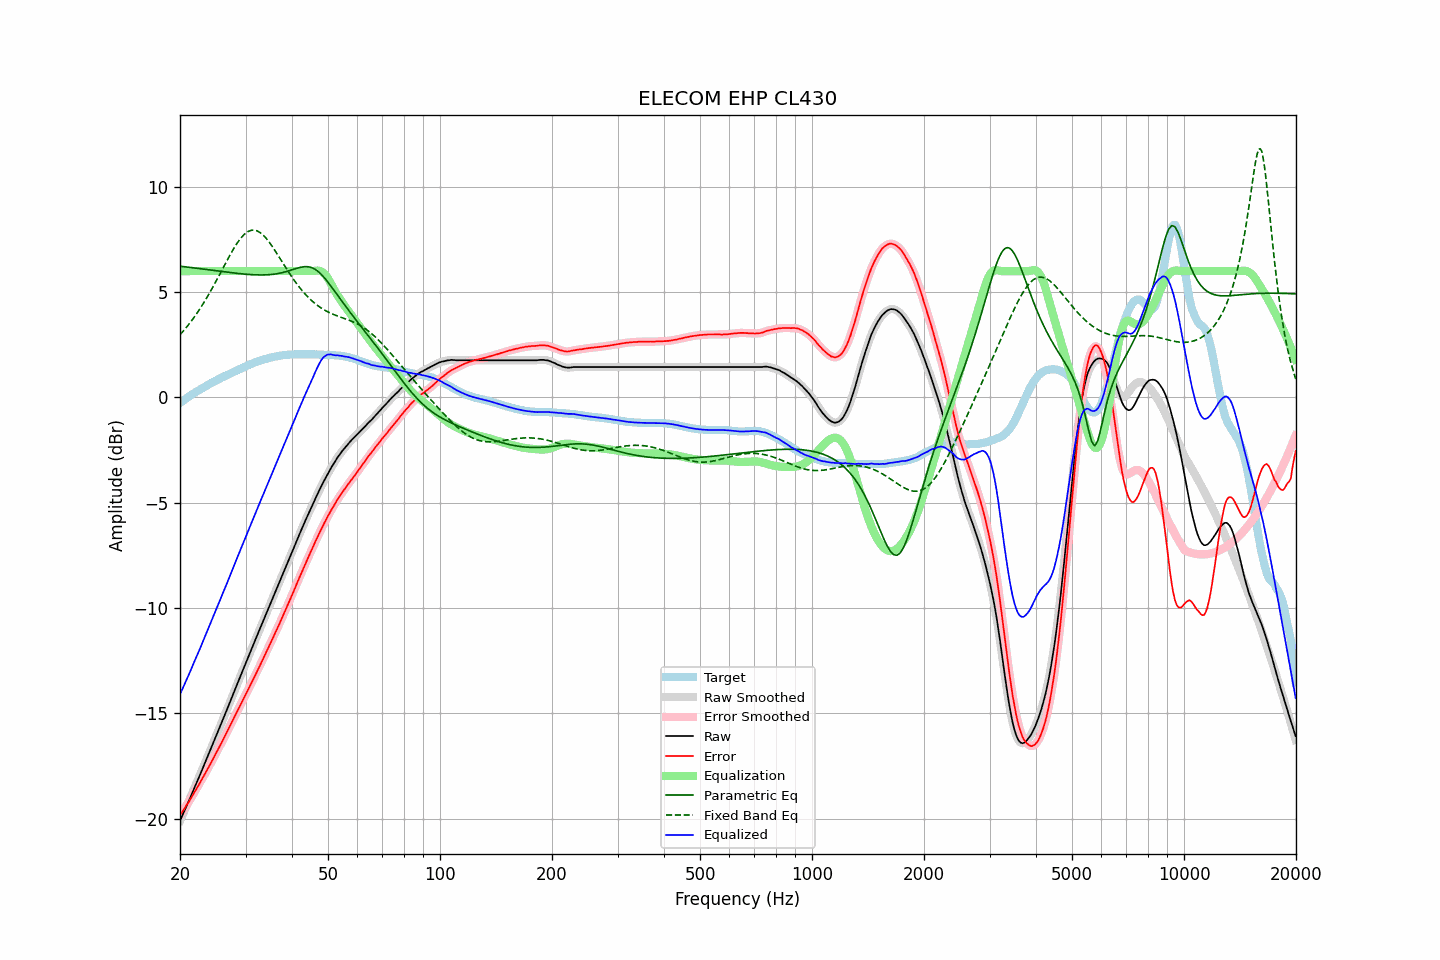 ELECOM EHP CL430
Amplitude (dBr)
10
5
0
−5
−10
−15
−20
Target
Raw Smoothed
Error Smoothed
Raw
Error
Equalization
Parametric Eq
Fixed Band Eq
Equalized
20 50 100 200 500 1000 2000 5000 10000 20000
Frequency (Hz)